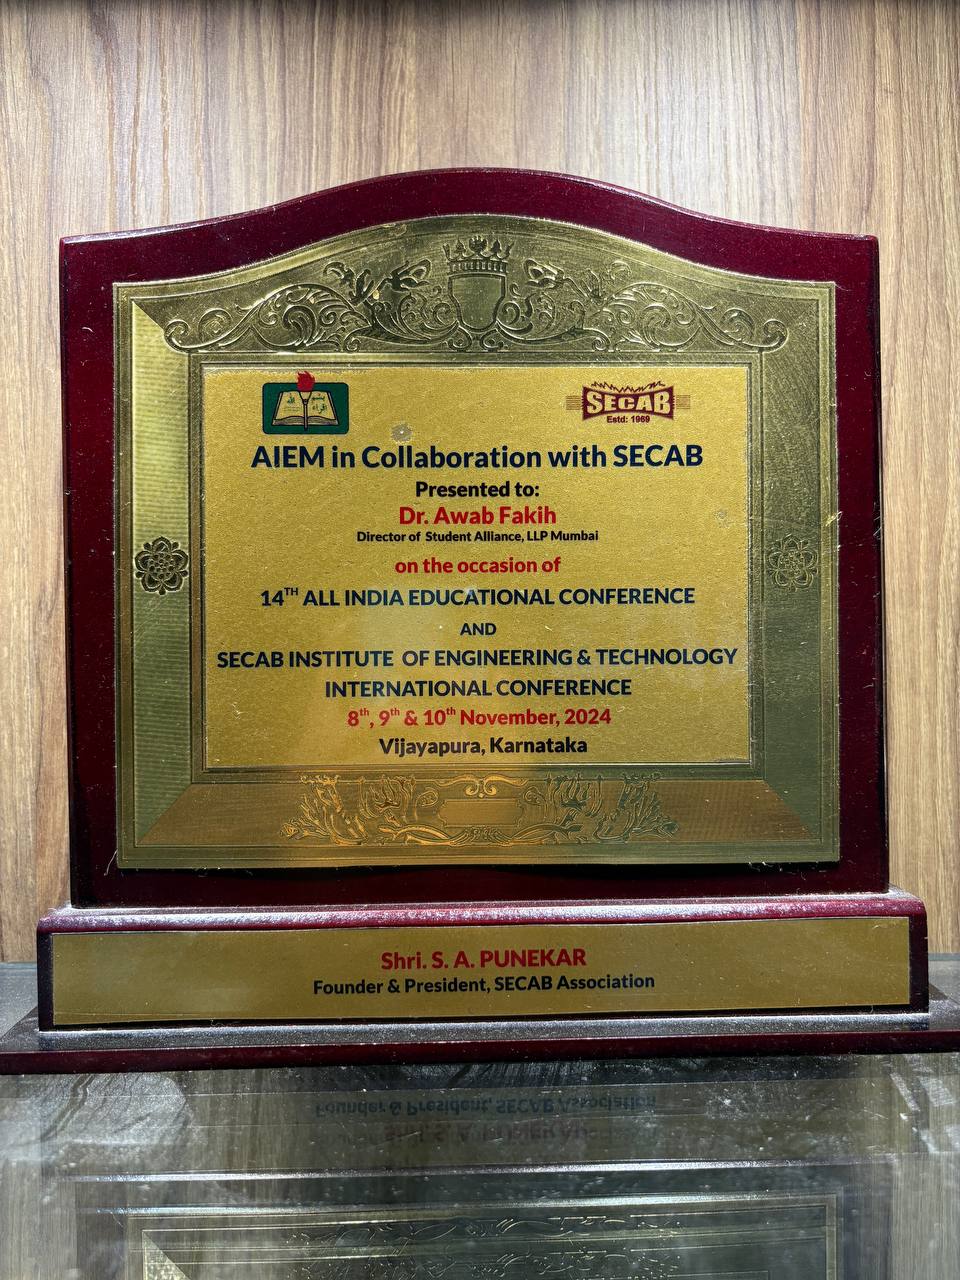 SECAB
Estd: 1969
AIEM in Collaboration with SECAB
Presented to:
Dr. Awab Fakih
Director of Student Alliance, LLP Mumbai
on the occasion of
14TH ALL INDIA EDUCATIONAL CONFERENCE
AND
SECAB INSTITUTE OF ENGINEERING & TECHNOLOGY
INTERNATIONAL CONFERENCE
8th, 9th & 10th November, 2024
Vijayapura, Karnataka
Shri. S. A. PUNEKAR
Founder & President, SECAB Association